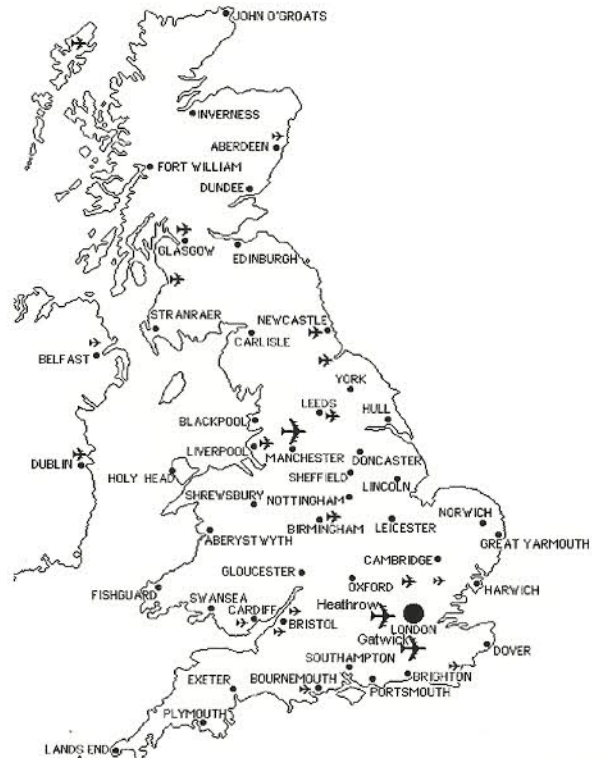 JOHN O'GROATS
INVERNESS
ABERDEEN
FORT WILLIAM
DUNDEE
GLASGOW
EDINBURGH
STRANRAER
NEWCASTLE
CARLISLE
BELFAST
YORK
LEEDS
HULL
BLACKPOOL
LIVERPOOL
MANCHESTER
DONCASTER
DUBLIN
HOLY HEAD
SHEFFIELD
LINCOLN
SHREWSBURY
NOTTINGHAM
NORWICH
BIRMINGHAM
LEICESTER
ABERYSTWYTH
GREAT YARMOUTH
CAMBRIDGE
GLOUCESTER
OXFORD
HARWICH
FISHGUARD
SWANSEA
CARDIFF
Heathrow
BRISTOL
LONDON
Gatwick
DOVER
SOUTHAMPTON
BRIGHTON
EXETER
BOURNEMOUTH
PORTSMOUTH
PLYMOUTH
LANDS END